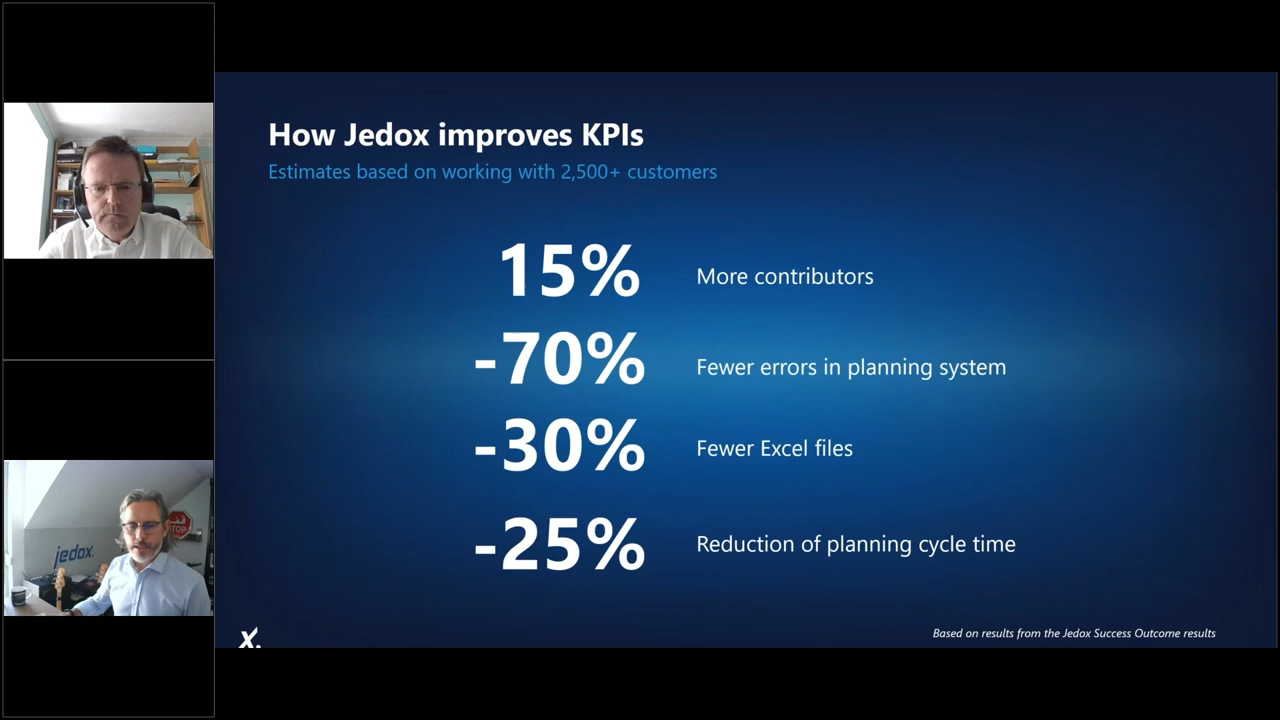 How Jedox improves KPIs
Estimates based on working with 2,500+ customers
15% More contributors
-70% Fewer errors in planning system
-30% Fewer Excel files
-25% Reduction of planning cycle time
Based on results from the Jedox Success Outcome results
x.
jedox.
STOP